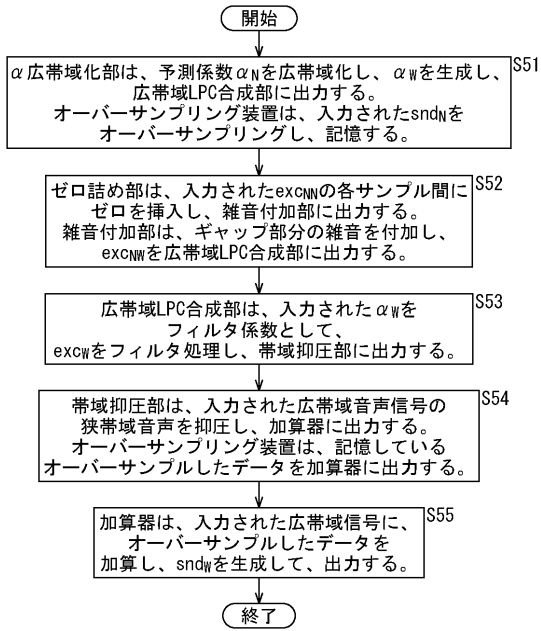 開始
S51
α広帯域化部は、予測係数αNを広帯域化し、αWを生成し、
広帯域LPC合成部に出力する。
オーバーサンプリング装置は、入力されたsndNを
オーバーサンプリングし、記憶する。
S52
ゼロ詰め部は、入力されたexcNNの各サンプル間に
ゼロを挿入し、雑音付加部に出力する。
雑音付加部は、ギャップ部分の雑音を付加し、
excNWを広帯域LPC合成部に出力する。
S53
広帯域LPC合成部は、入力されたαWを
フィルタ係数として、
excWをフィルタ処理し、帯域抑圧部に出力する。
S54
帯域抑圧部は、入力された広帯域音声信号の
狭帯域音声を抑圧し、加算器に出力する。
オーバーサンプリング装置は、記憶している
オーバーサンプルしたデータを加算器に出力する。
S55
加算器は、入力された広帯域信号に、
オーバーサンプルしたデータを
加算し、sndWを生成して、出力する。
終了